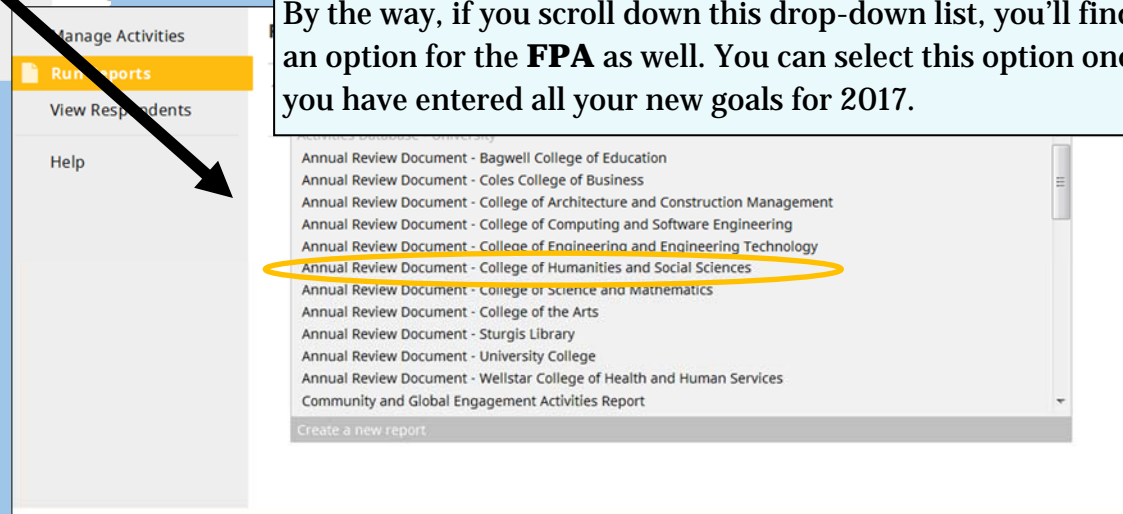 By the way, if you scroll down this drop-down list, you'll find
an option for the FPA as well. You can select this option once
you have entered all your new goals for 2017.
Manage Activities
Run Reports
View Respondents
Help
Activities Database - University
Annual Review Document - Bagwell College of Education
Annual Review Document - Coles College of Business
Annual Review Document - College of Architecture and Construction Management
Annual Review Document - College of Computing and Software Engineering
Annual Review Document - College of Engineering and Engineering Technology
Annual Review Document - College of Humanities and Social Sciences
Annual Review Document - College of Science and Mathematics
Annual Review Document - College of the Arts
Annual Review Document - Sturgis Library
Annual Review Document - University College
Annual Review Document - Wellstar College of Health and Human Services
Community and Global Engagement Activities Report
Create a new report